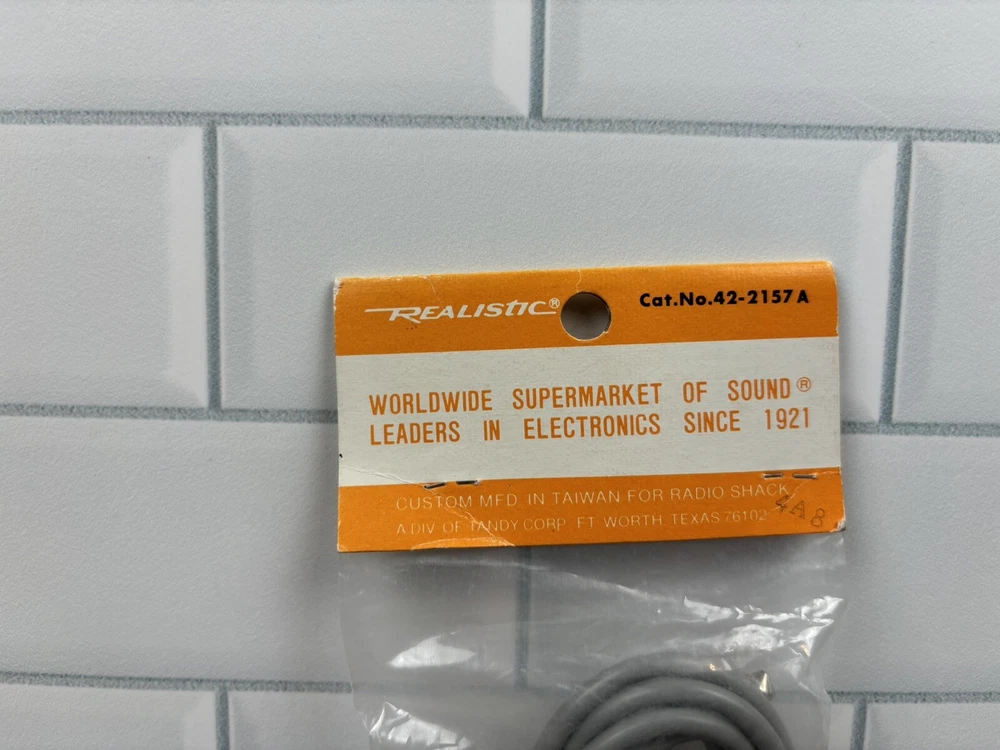 REALISTIC® Cat.No.42-2157A
WORLDWIDE SUPERMARKET OF SOUND®
LEADERS IN ELECTRONICS SINCE 1921
CUSTOM MFD IN TAIWAN FOR RADIO SHACK
A DIV OF TANDY CORP FT WORTH TEXAS 76102
4A8